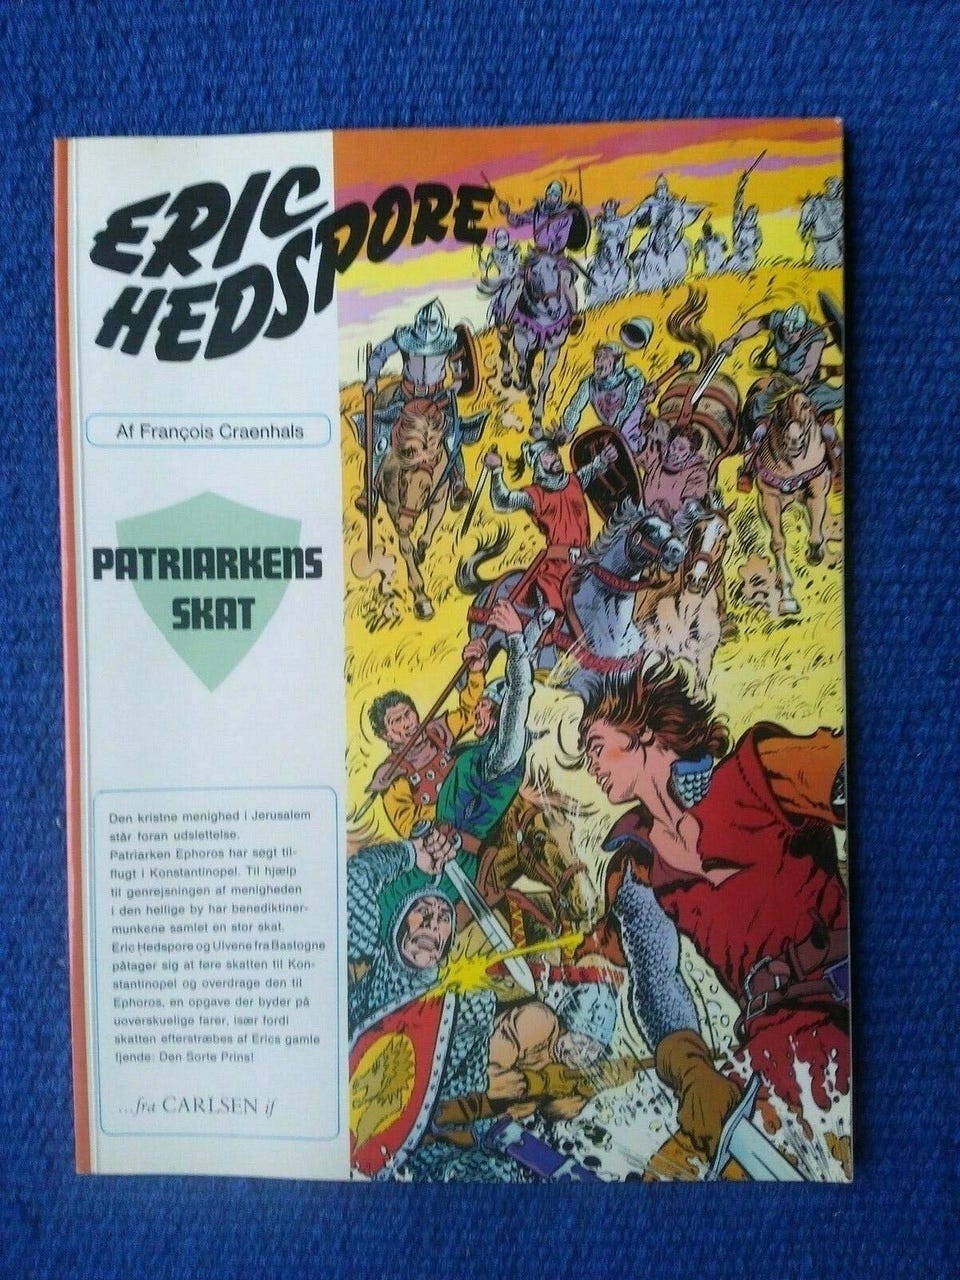 ERIC
HEDSPORE
Af François Craenhals
PATRIARKENS
SKAT
Den kristne menighed i Jerusalem
står foran udslettelse.
Patriarken Ephoros har søgt til-
flugt i Konstantinopel. Til hjælp
til genrejsningen af menigheden
i den hellige by har benediktiner-
munkene samlet en stor skat.
Eric Hedspore og Ulvene fra Bastogne
påtager sig at føre skatten til Kon-
stantinopel og overdrage den til
Ephoros, en opgave der byder på
uoverskuelige farer, især fordi
skatten efterstræbes af Erics gamle
fjende: Den Sorte Prins!
...fra CARLSEN if